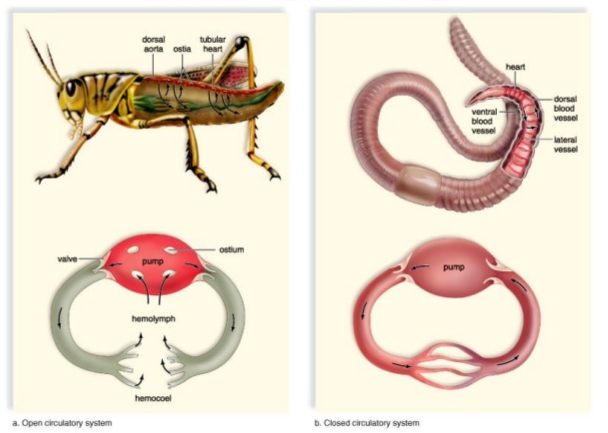 dorsal
aorta
ostia
tubular
heart
valve
pump
ostium
hemolymph
hemocoel
a. Open circulatory system
heart
ventral
blood
vessel
dorsal
blood
vessel
lateral
vessel
pump
b. Closed circulatory system